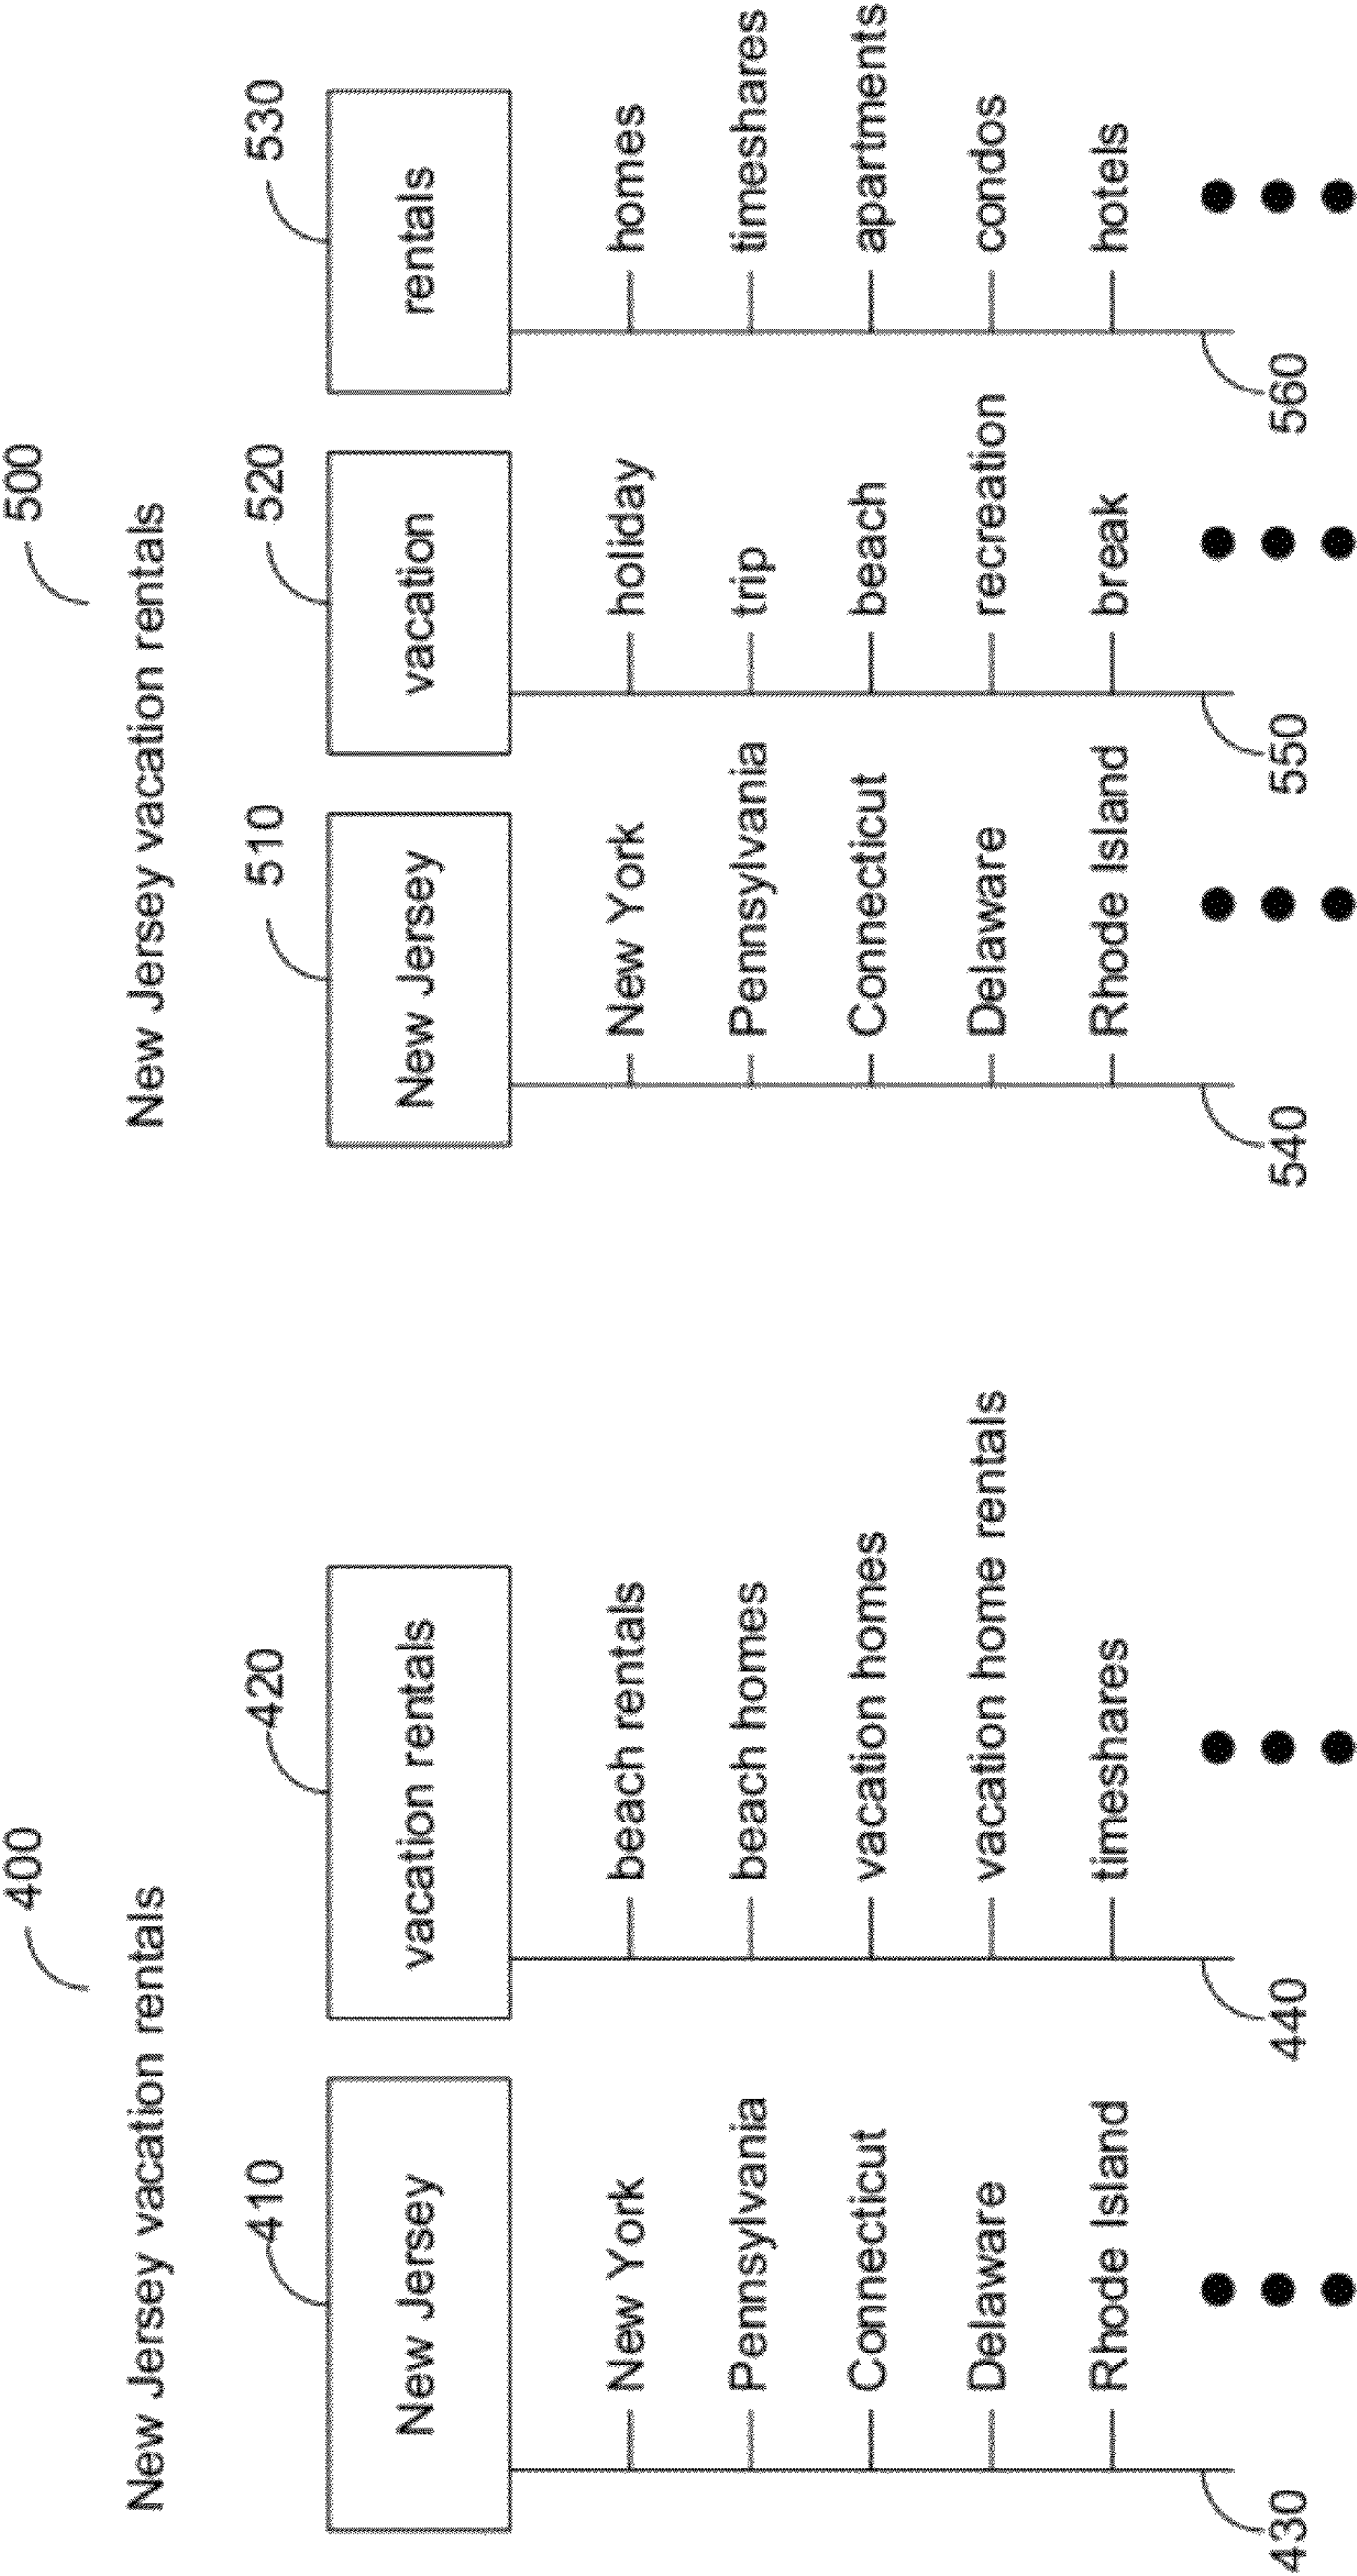 400
New Jersey vacation rentals
410
New Jersey
New York
Pennsylvania
Connecticut
Delaware
Rhode Island
430
420
vacation rentals
beach rentals
beach homes
vacation homes
vacation home rentals
timeshares
440
500
New Jersey vacation rentals
510
New Jersey
New York
Pennsylvania
Connecticut
Delaware
Rhode Island
540
520
vacation
holiday
trip
beach
recreation
break
550
530
rentals
homes
timeshares
apartments
condos
hotels
560